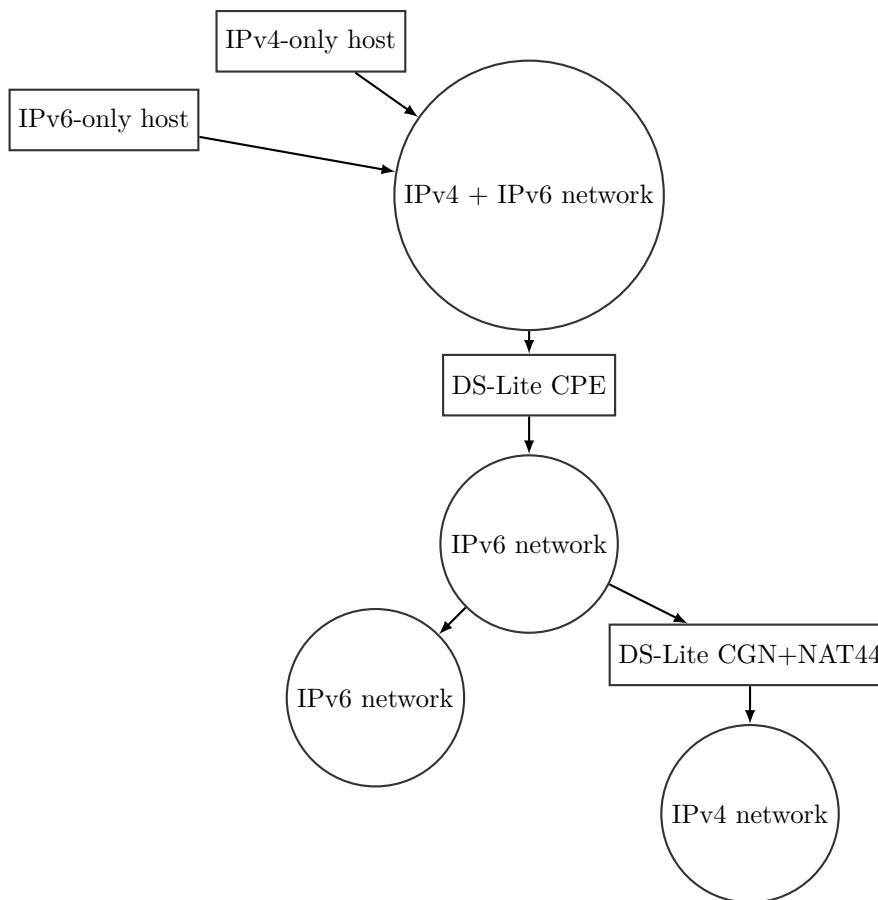 IPv4-only host
IPv6-only host
IPv4 + IPv6 network
DS-Lite CPE
IPv6 network
DS-Lite CGN+NAT44
IPv6 network
IPv4 network